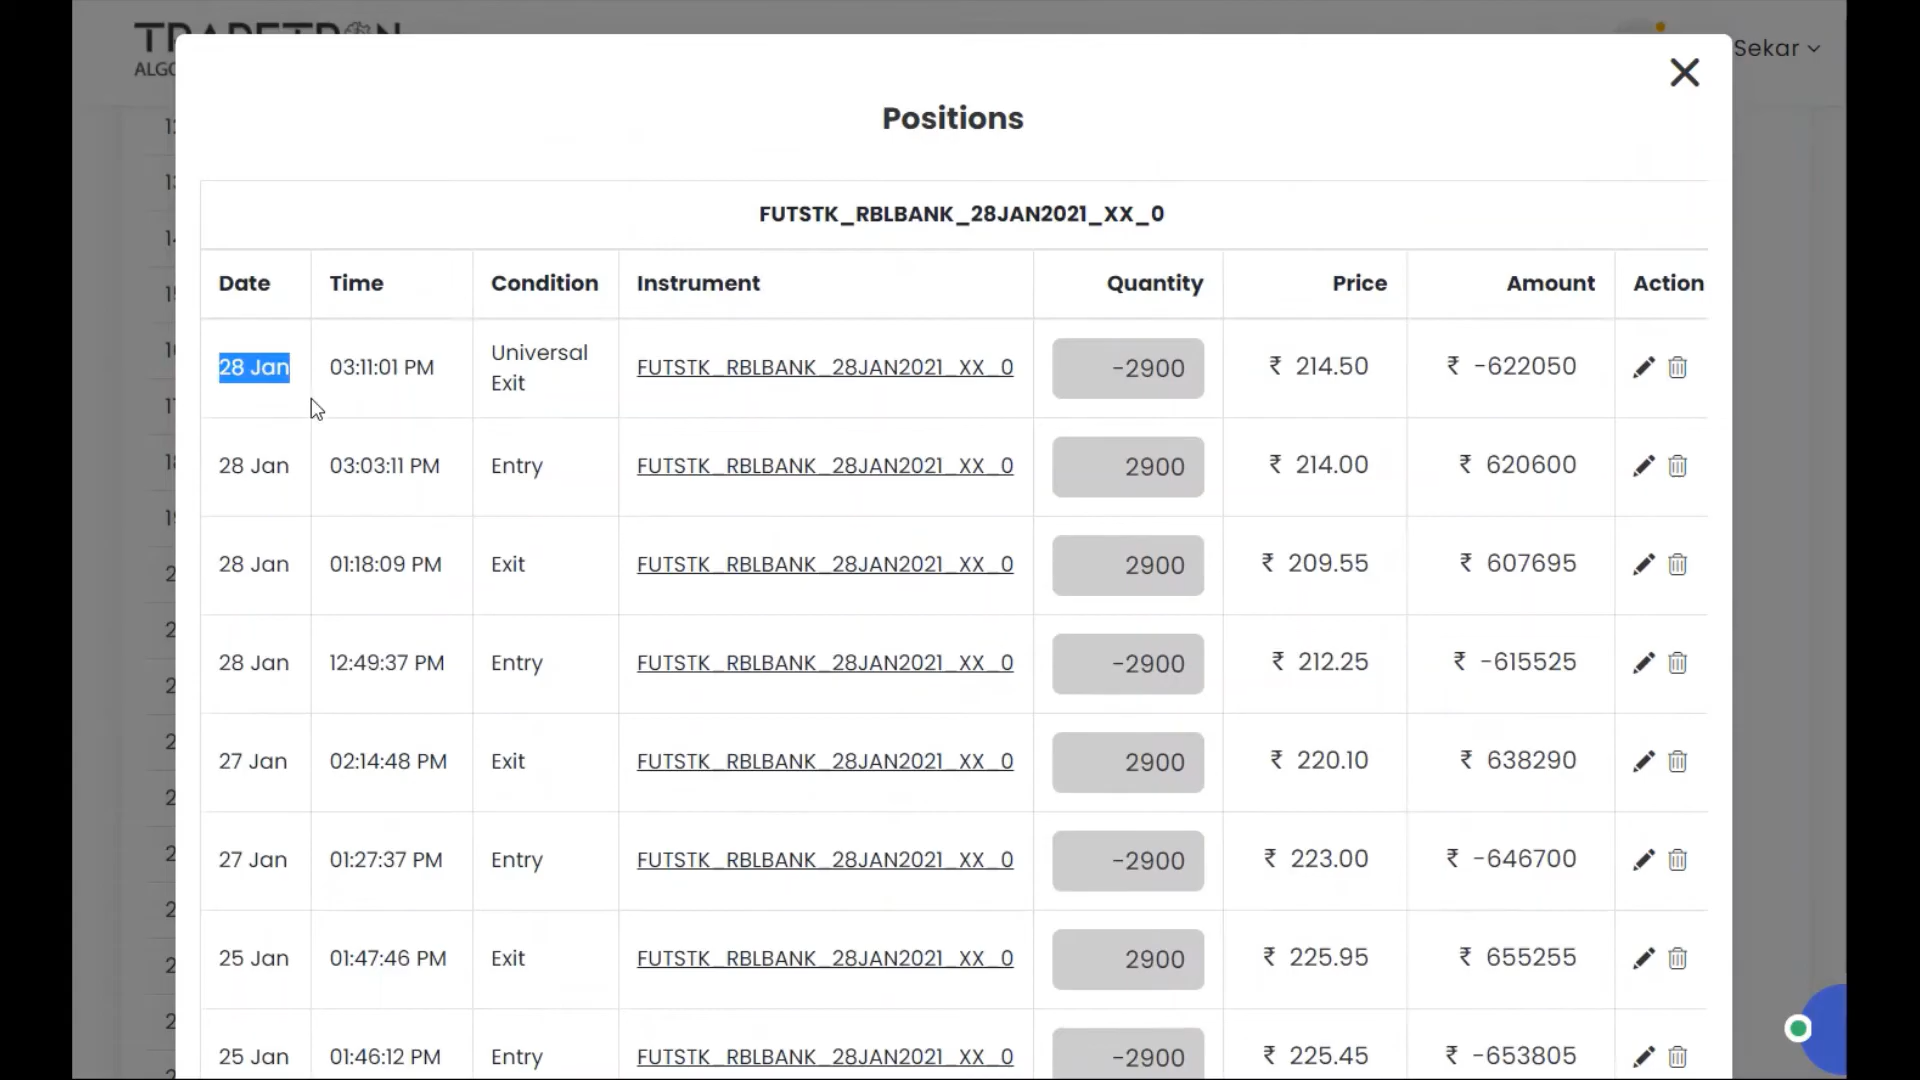 Sekar
ALGO
Positions
FUTSTK_RBLBANK_28JAN2021_XX_0
Date Time Condition Instrument Quantity Price Amount Action
28 Jan 03:11:01 PM Universal Exit FUTSTK_RBLBANK_28JAN2021_XX_0 -2900 ₹ 214.50 ₹ -622050
28 Jan 03:03:11 PM Entry FUTSTK_RBLBANK_28JAN2021_XX_0 2900 ₹ 214.00 ₹ 620600
28 Jan 01:18:09 PM Exit FUTSTK_RBLBANK_28JAN2021_XX_0 2900 ₹ 209.55 ₹ 607695
28 Jan 12:49:37 PM Entry FUTSTK_RBLBANK_28JAN2021_XX_0 -2900 ₹ 212.25 ₹ -615525
27 Jan 02:14:48 PM Exit FUTSTK_RBLBANK_28JAN2021_XX_0 2900 ₹ 220.10 ₹ 638290
27 Jan 01:27:37 PM Entry FUTSTK_RBLBANK_28JAN2021_XX_0 -2900 ₹ 223.00 ₹ -646700
25 Jan 01:47:46 PM Exit FUTSTK_RBLBANK_28JAN2021_XX_0 2900 ₹ 225.95 ₹ 655255
25 Jan 01:46:12 PM Entry FUTSTK_RBLBANK_28JAN2021_XX_0 -2900 ₹ 225.45 ₹ -653805